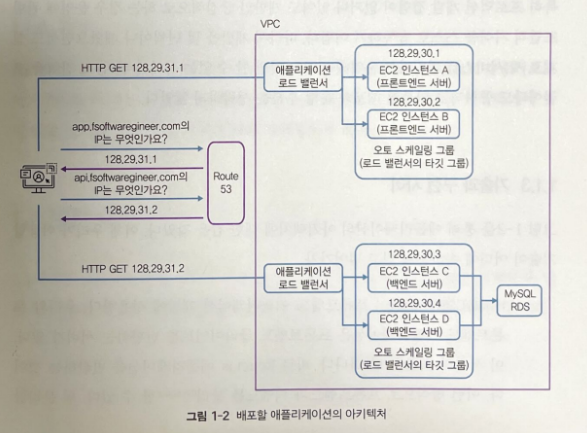 VPC
HTTP GET 128,29,31,1
애플리케이션
로드 밸런서
128,29,30,1
EC2 인스턴스 A
(프론트엔드 서버)
128,29,30,2
EC2 인스턴스 B
(프론트엔드 서버)
오토 스케일링 그룹
(로드 밸런서의 타깃 그룹)
app,fsoftwaregineer,com의
IP는 무엇인가요?
128,29,31,1
api,fsoftwaregineer,com의
IP는 무엇인가요?
128,29,31,2
Route
53
HTTP GET 128,29,31,2
애플리케이션
로드 밸런서
128,29,30,3
EC2 인스턴스 C
(백엔드 서버)
128,29,30,4
EC2 인스턴스 D
(백엔드 서버)
오토 스케일링 그룹
(로드 밸런서의 타깃 그룹)
MySQL
RDS
그림 1-2 배포할 애플리케이션의 아키텍처